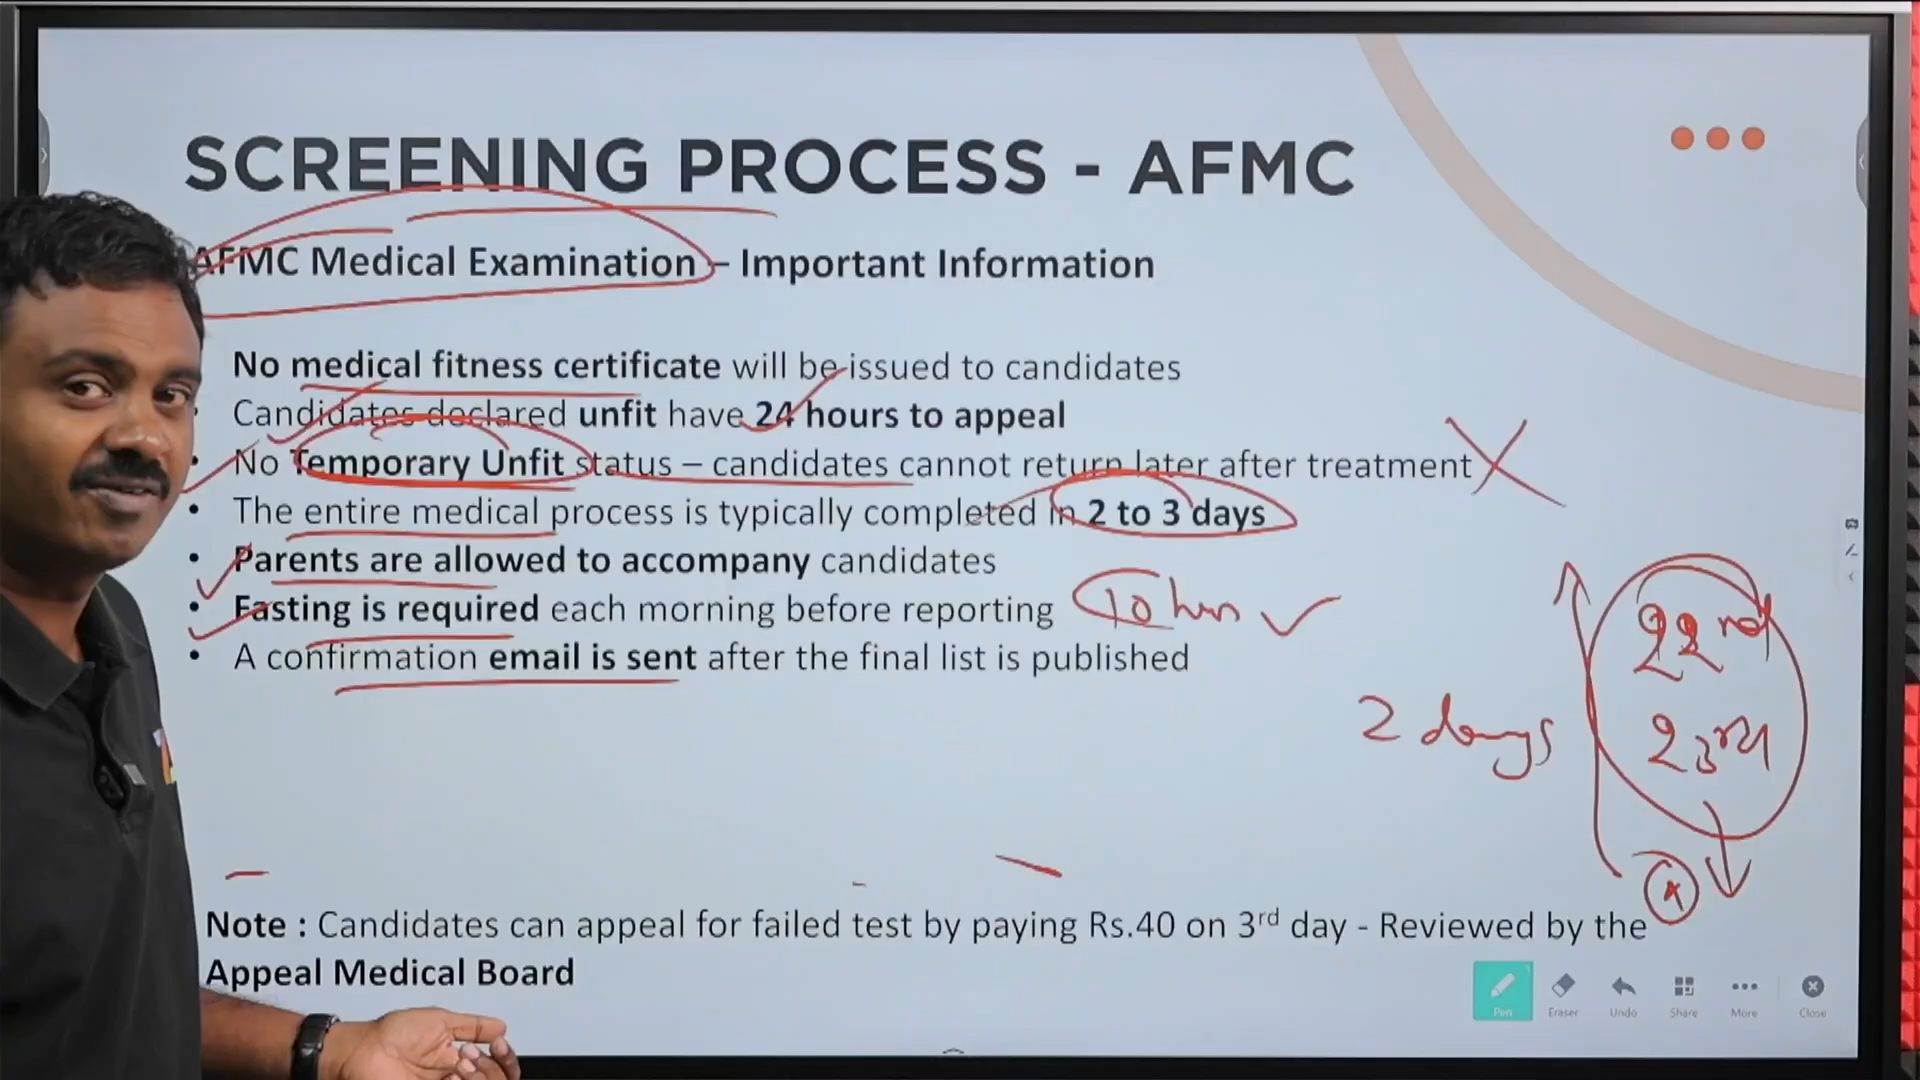 SCREENING PROCESS - AFMC
AFMC Medical Examination – Important Information
No medical fitness certificate will be issued to candidates
• Candidates declared unfit have 24 hours to appeal
• No Temporary Unfit status – candidates cannot return later after treatment
• The entire medical process is typically completed in 2 to 3 days
• Parents are allowed to accompany candidates
• Fasting is required each morning before reporting
10 hrs
• A confirmation email is sent after the final list is published
22nd
2 days
23rd
A
Note : Candidates can appeal for failed test by paying Rs.40 on 3rd day - Reviewed by the
Appeal Medical Board
Pen Eraser Undo Share More Close